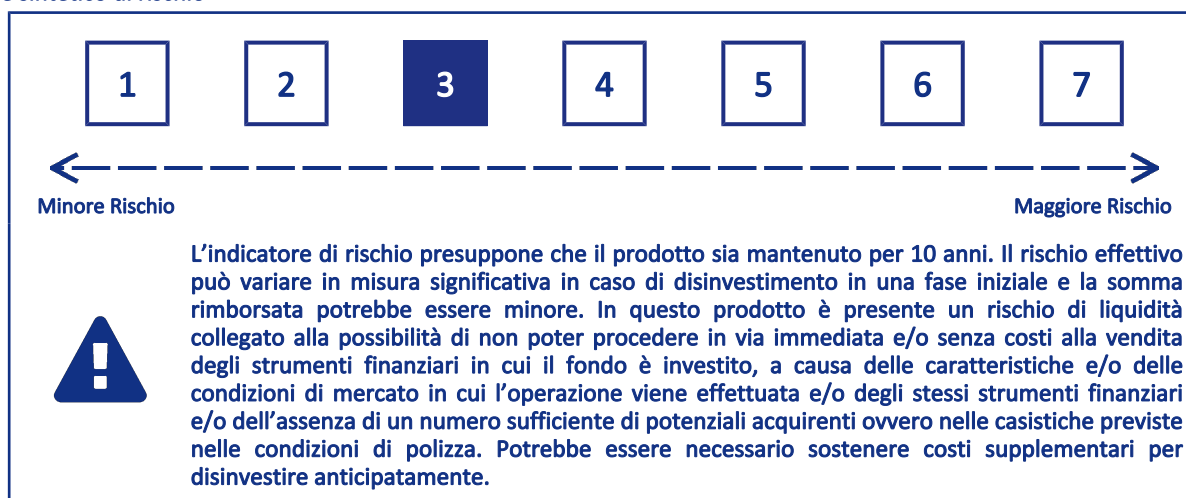 1 2 3 4 5 6 7
Minore Rischio Maggiore Rischio
L'indicatore di rischio presuppone che il prodotto sia mantenuto per 10 anni. Il rischio effettivo
può variare in misura significativa in caso di disinvestimento in una fase iniziale e la somma
rimborsata potrebbe essere minore. In questo prodotto è presente un rischio di liquidità
collegato alla possibilità di non poter procedere in via immediata e/o senza costi alla vendita
degli strumenti finanziari in cui il fondo è investito, a causa delle caratteristiche e/o delle
condizioni di mercato in cui l'operazione viene effettuata e/o degli stessi strumenti finanziari
e/o dell'assenza di un numero sufficiente di potenziali acquirenti ovvero nelle casistiche previste
nelle condizioni di polizza. Potrebbe essere necessario sostenere costi supplementari per
disinvestire anticipatamente.